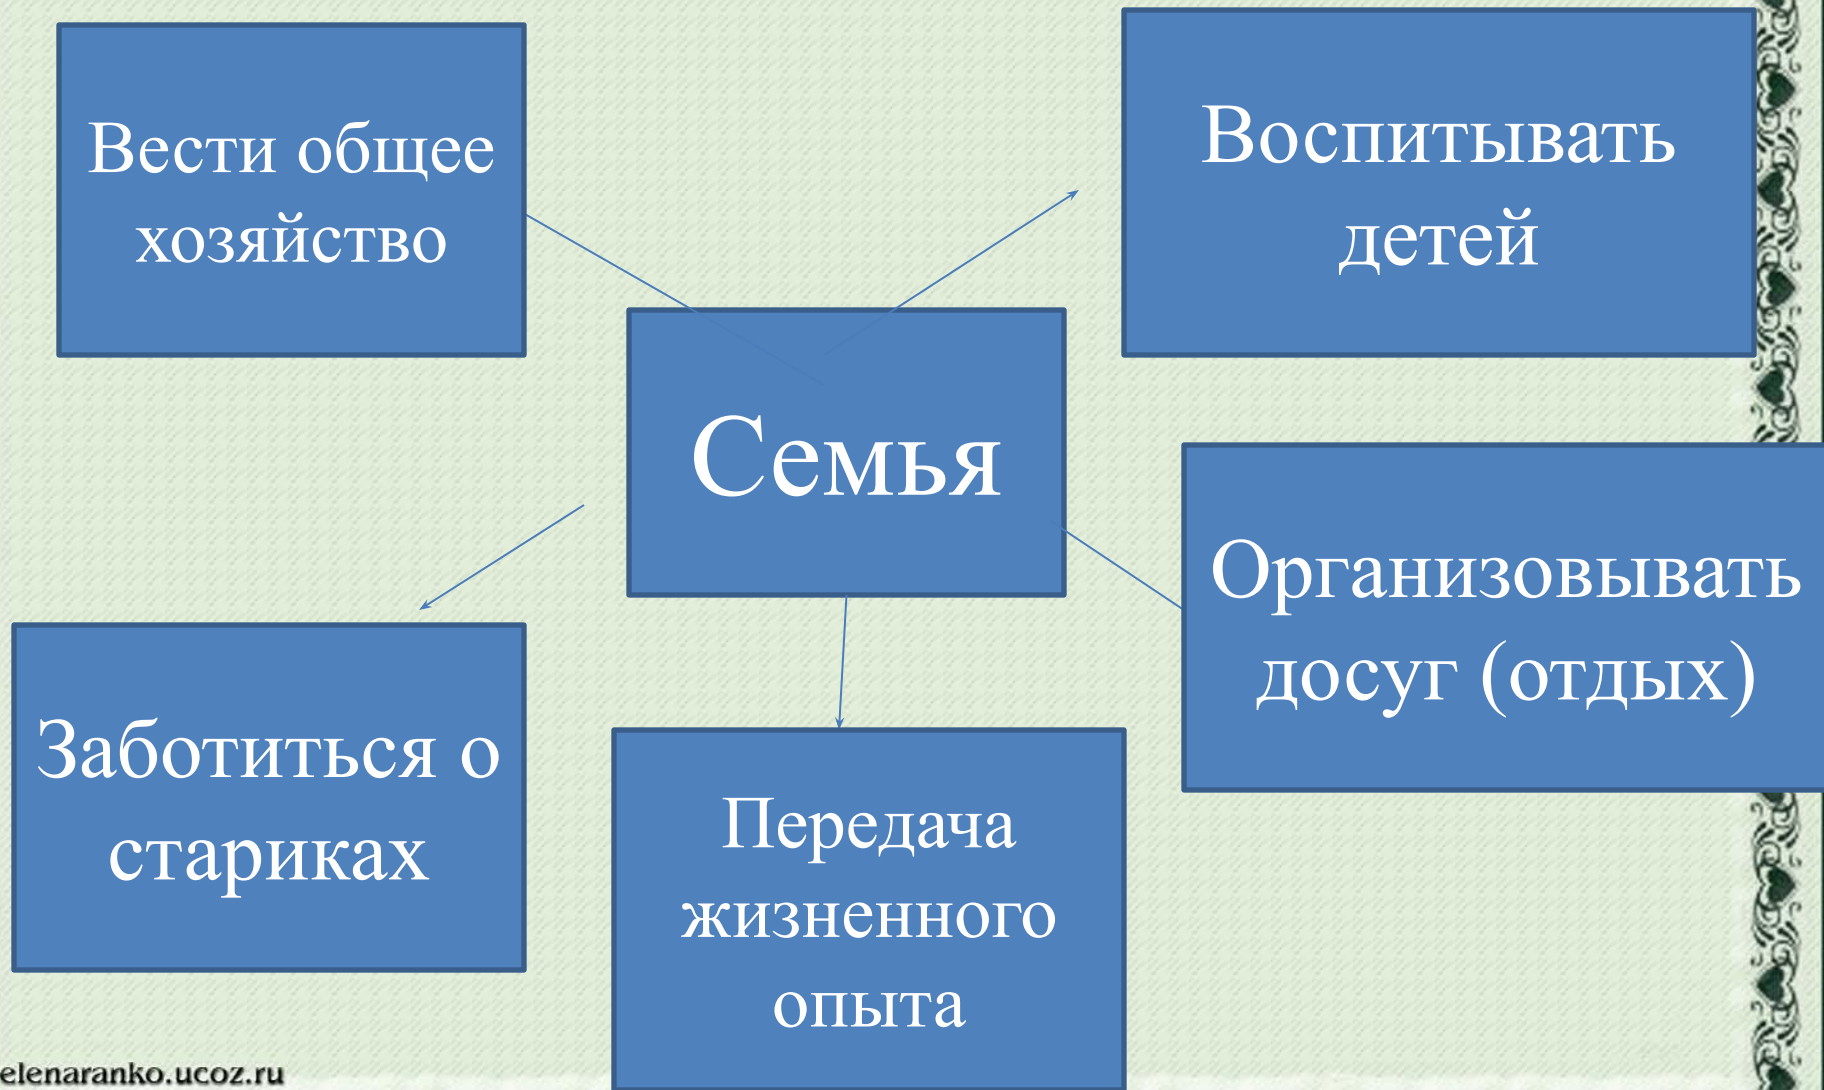 Вести общее
хозяйство
Воспитывать
детей
Семья
Организовывать
досуг (отдых)
Заботиться о
стариках
Передача
жизненного
опыта
elenaranko.ucoz.ru